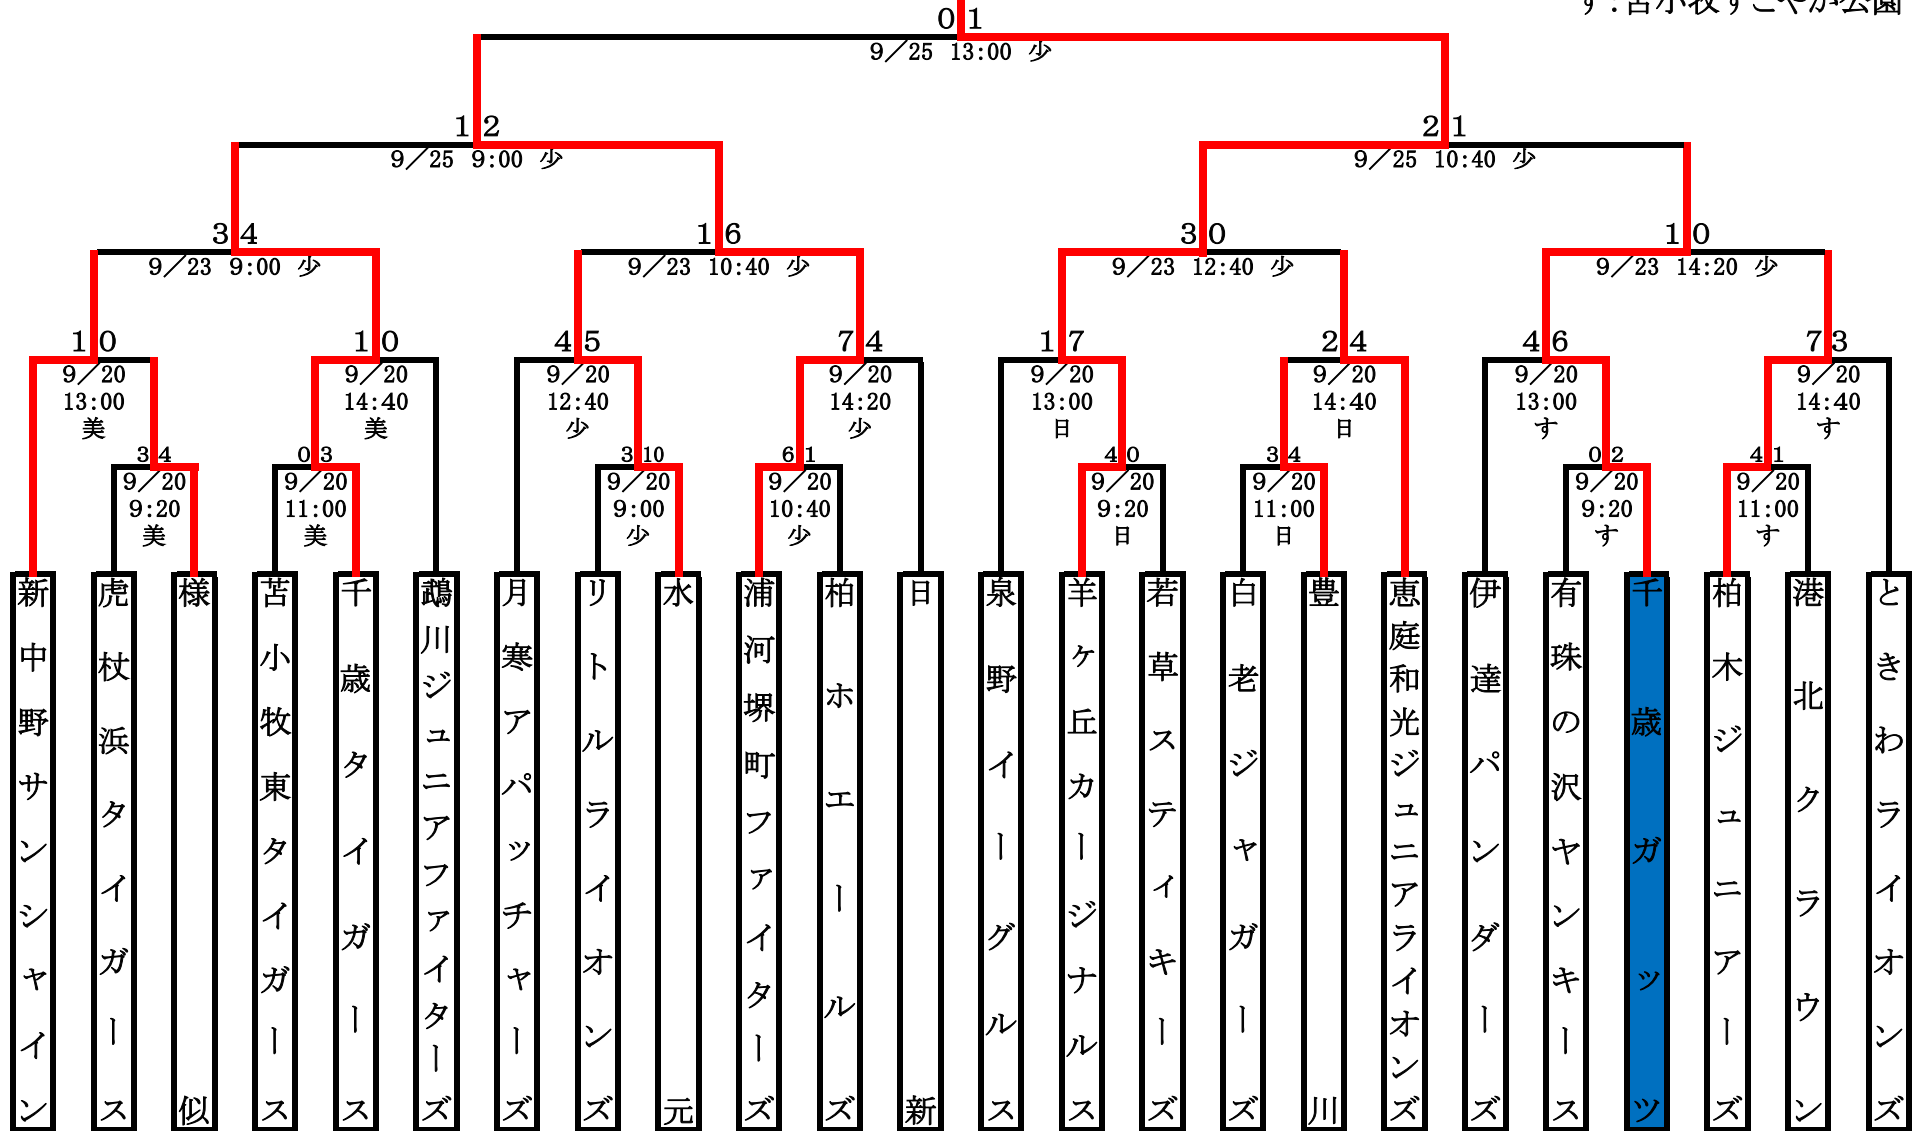 す:苫小牧すこやか公園
0 1
9／25 13:00 少
1 2
9／25 9:00 少
2 1
9／25 10:40 少
3 4
9／23 9:00 少
1 6
9／23 10:40 少
3 0
9／23 12:40 少
1 0
9／23 14:20 少
1 0
9／20
13:00
美
1 0
9／20
14:40
美
4 5
9／20
12:40
少
7 4
9／20
14:20
少
1 7
9／20
13:00
日
2 4
9／20
14:40
日
4 6
9／20
13:00
す
7 3
9／20
14:40
す
3 4
9／20
9:20
美
0 3
9／20
11:00
美
3 10
9／20
9:00
少
6 1
9／20
10:40
少
4 0
9／20
9:20
日
3 4
9／20
11:00
日
0 2
9／20
9:20
す
4 1
9／20
11:00
す
新中野サンシャイン
虎杖浜タイガース
様似
苫小牧東タイガース
千歳タイガース
鵡川ジュニアファイターズ
月寒アパッチャーズ
リトルライオンズ
水元
浦河堺町ファイターズ
柏ホエールズ
日新
泉野イーグルス
羊ヶ丘カージナルス
若草スティキーズ
白老ジャガーズ
豊川
恵庭和光ジュニアライオンズ
伊達パンダーズ
有珠の沢ヤンキース
千歳ガッツ
柏木ジュニアーズ
港北クラウン
ときわライオンズ